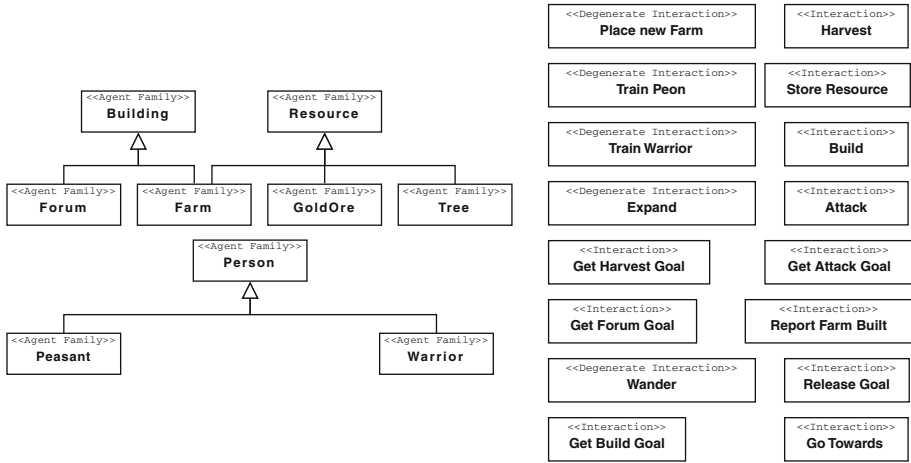 <<Agent Family>>
Building
<<Agent Family>>
Resource
<<Agent Family>>
Forum
<<Agent Family>>
Farm
<<Agent Family>>
GoldOre
<<Agent Family>>
Tree
<<Agent Family>>
Person
<<Agent Family>>
Peasant
<<Agent Family>>
Warrior
<<Degenerate Interaction>>
Place new Farm
<<Interaction>>
Harvest
<<Degenerate Interaction>>
Train Peon
<<Interaction>>
Store Resource
<<Degenerate Interaction>>
Train Warrior
<<Interaction>>
Build
<<Degenerate Interaction>>
Expand
<<Interaction>>
Attack
<<Interaction>>
Get Harvest Goal
<<Interaction>>
Get Attack Goal
<<Interaction>>
Get Forum Goal
<<Interaction>>
Report Farm Built
<<Degenerate Interaction>>
Wander
<<Interaction>>
Release Goal
<<Interaction>>
Get Build Goal
<<Interaction>>
Go Towards